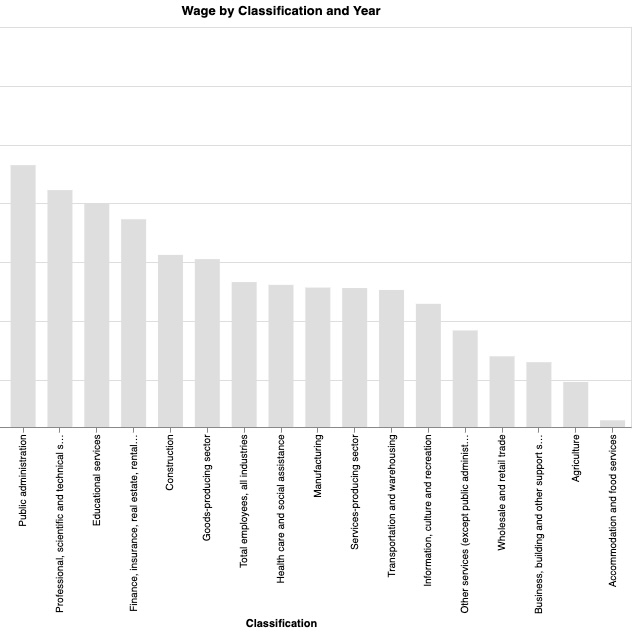 Wage by Classification and Year
Public administration
Professional, scientific and technical s…
Educational services
Finance, insurance, real estate, rental…
Construction
Goods-producing sector
Total employees, all industries
Health care and social assistance
Manufacturing
Services-producing sector
Transportation and warehousing
Information, culture and recreation
Other services (except public administ…
Wholesale and retail trade
Business, building and other support s…
Agriculture
Accommodation and food services
Classification